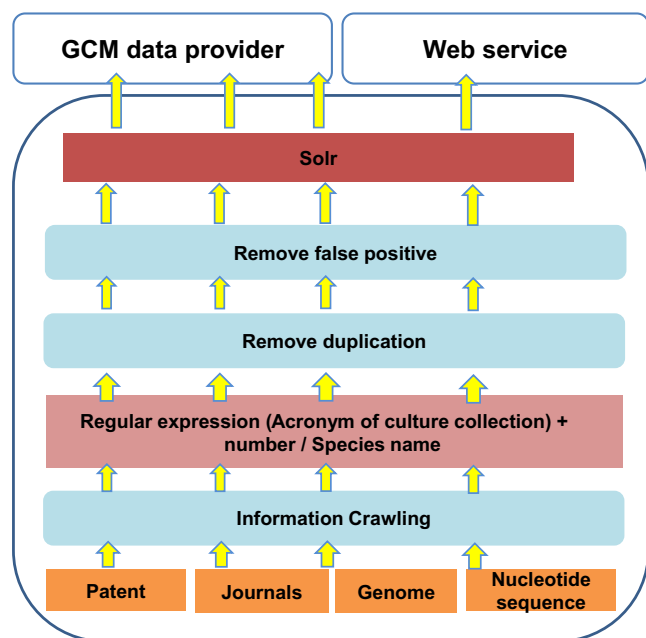 GCM data provider
Web service
Solr
Remove false positive
Remove duplication
Regular expression (Acronym of culture collection) +
number / Species name
Information Crawling
Patent
Journals
Genome
Nucleotide
sequence